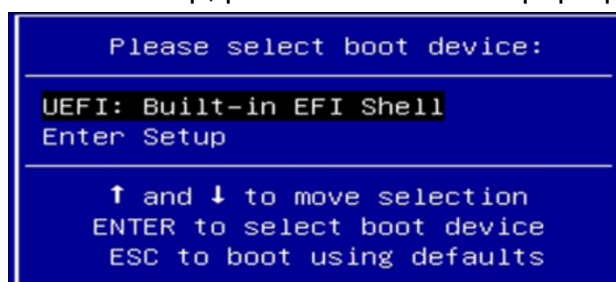 Please select boot device:
UEFI: Built-in EFI Shell
Enter Setup
↑ and ↓ to move selection
ENTER to select boot device
ESC to boot using defaults